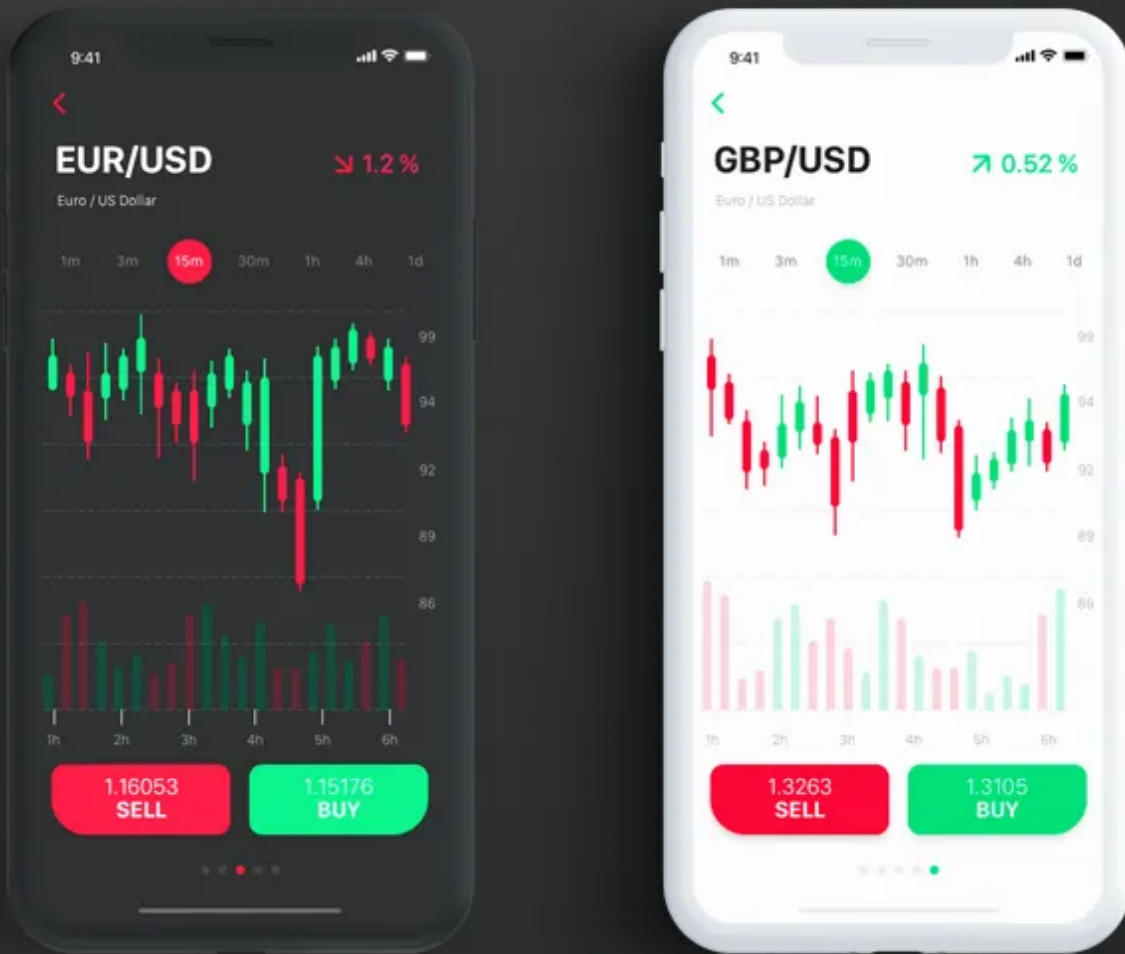 9:41
EUR/USD
1.2 %
Euro / US Dollar
1m 3m 15m 30m 1h 4h 1d
99
94
92
89
86
1h 2h 3h 4h 5h 6h
1.16053
SELL
1.15176
BUY
9:41
GBP/USD
0.52 %
Euro / US Dollar
1m 3m 15m 30m 1h 4h 1d
99
94
92
89
86
1h 2h 3h 4h 5h 6h
1.3263
SELL
1.3105
BUY